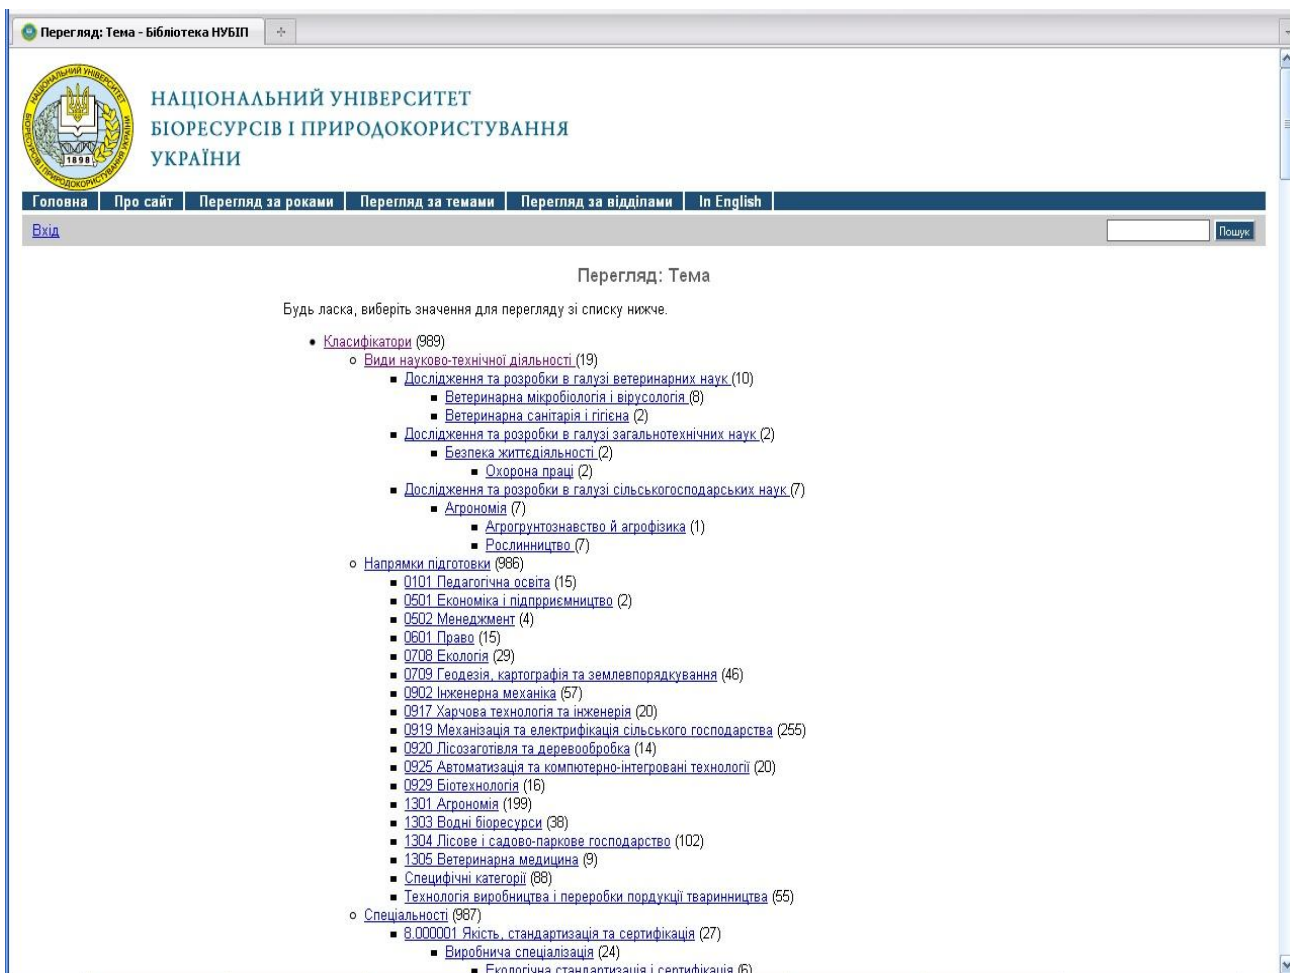 Перегляд: Тема - Бібліотека НУБІП
НАЦІОНАЛЬНИЙ УНІВЕРСИТЕТ
БІОРЕСУРСІВ І ПРИРОДОКОРИСТУВАННЯ
УКРАЇНИ
1898
Головна Про сайт Перегляд за роками Перегляд за темами Перегляд за відділами In English
Вхід Пошук
Перегляд: Тема
Будь ласка, виберіть значення для перегляду зі списку нижче.
Класифікатори (989)
Види науково-технічної діяльності (19)
Дослідження та розробки в галузі ветеринарних наук (10)
Ветеринарна мікробіологія і вірусологія (8)
Ветеринарна санітарія і гігієна (2)
Дослідження та розробки в галузі загальнотехнічних наук (2)
Безпека життєдіяльності (2)
Охорона праці (2)
Дослідження та розробки в галузі сільськогосподарських наук (7)
Агрономія (7)
Агрогрунтознавство й агрофізика (1)
Рослинництво (7)
Напрямки підготовки (986)
0101 Педагогічна освіта (15)
0501 Економіка і підпрриємництво (2)
0502 Менеджмент (4)
0601 Право (15)
0708 Екологія (29)
0709 Геодезія, картографія та землевпорядкування (46)
0902 Інженерна механіка (57)
0917 Харчова технологія та інженерія (20)
0919 Механізація та електрифікація сільського господарства (255)
0920 Лісозаготівля та деревообробка (14)
0925 Автоматизація та компютерно-інтегровані технології (20)
0929 Біотехнологія (16)
1301 Агрономія (199)
1303 Водні біоресурси (38)
1304 Лісове і садово-паркове господарство (102)
1305 Ветеринарна медицина (9)
Специфічні категорії (88)
Технологія виробництва і переробки пордукції тваринництва (55)
Спеціальності (987)
8.000001 Якість, стандартизація та сертифікація (27)
Виробнича спеціалізація (24)
Екологічна стандартизація і сертифікація (6)